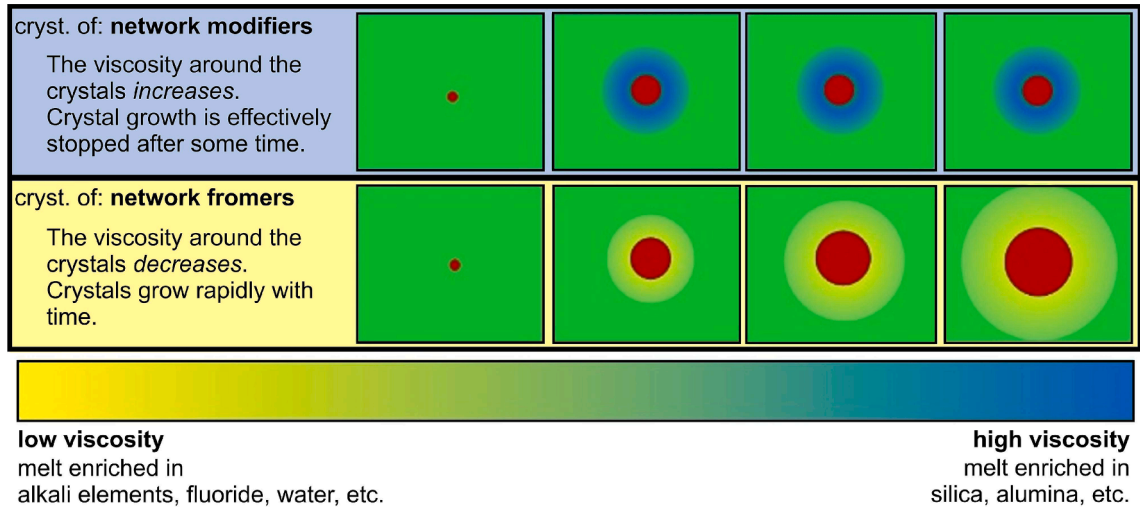 cryst. of: network modifiers
The viscosity around the
crystals increases.
Crystal growth is effectively
stopped after some time.
cryst. of: network fromers
The viscosity around the
crystals decreases.
Crystals grow rapidly with
time.
low viscosity
melt enriched in
alkali elements, fluoride, water, etc.
high viscosity
melt enriched in
silica, alumina, etc.